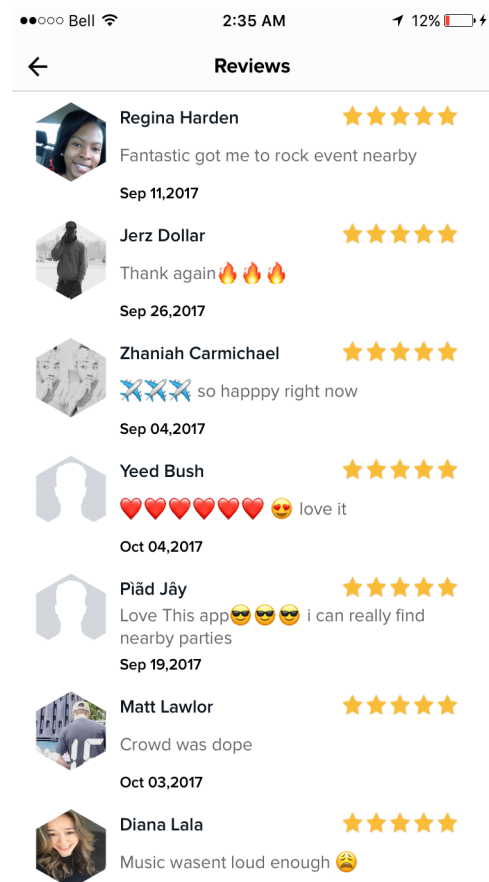 Bell 2:35 AM 12%
Reviews
Regina Harden
Fantastic got me to rock event nearby
Sep 11,2017
Jerz Dollar
Thank again🔥🔥🔥
Sep 26,2017
Zhaniah Carmichael
✈️✈️✈️ so happpy right now
Sep 04,2017
Yeed Bush
❤️❤️❤️❤️❤️❤️ 😍 love it
Oct 04,2017
Pìãd Jây
Love This app😎😎😎 i can really find
nearby parties
Sep 19,2017
Matt Lawlor
Crowd was dope
Oct 03,2017
Diana Lala
Music wasent loud enough 😩